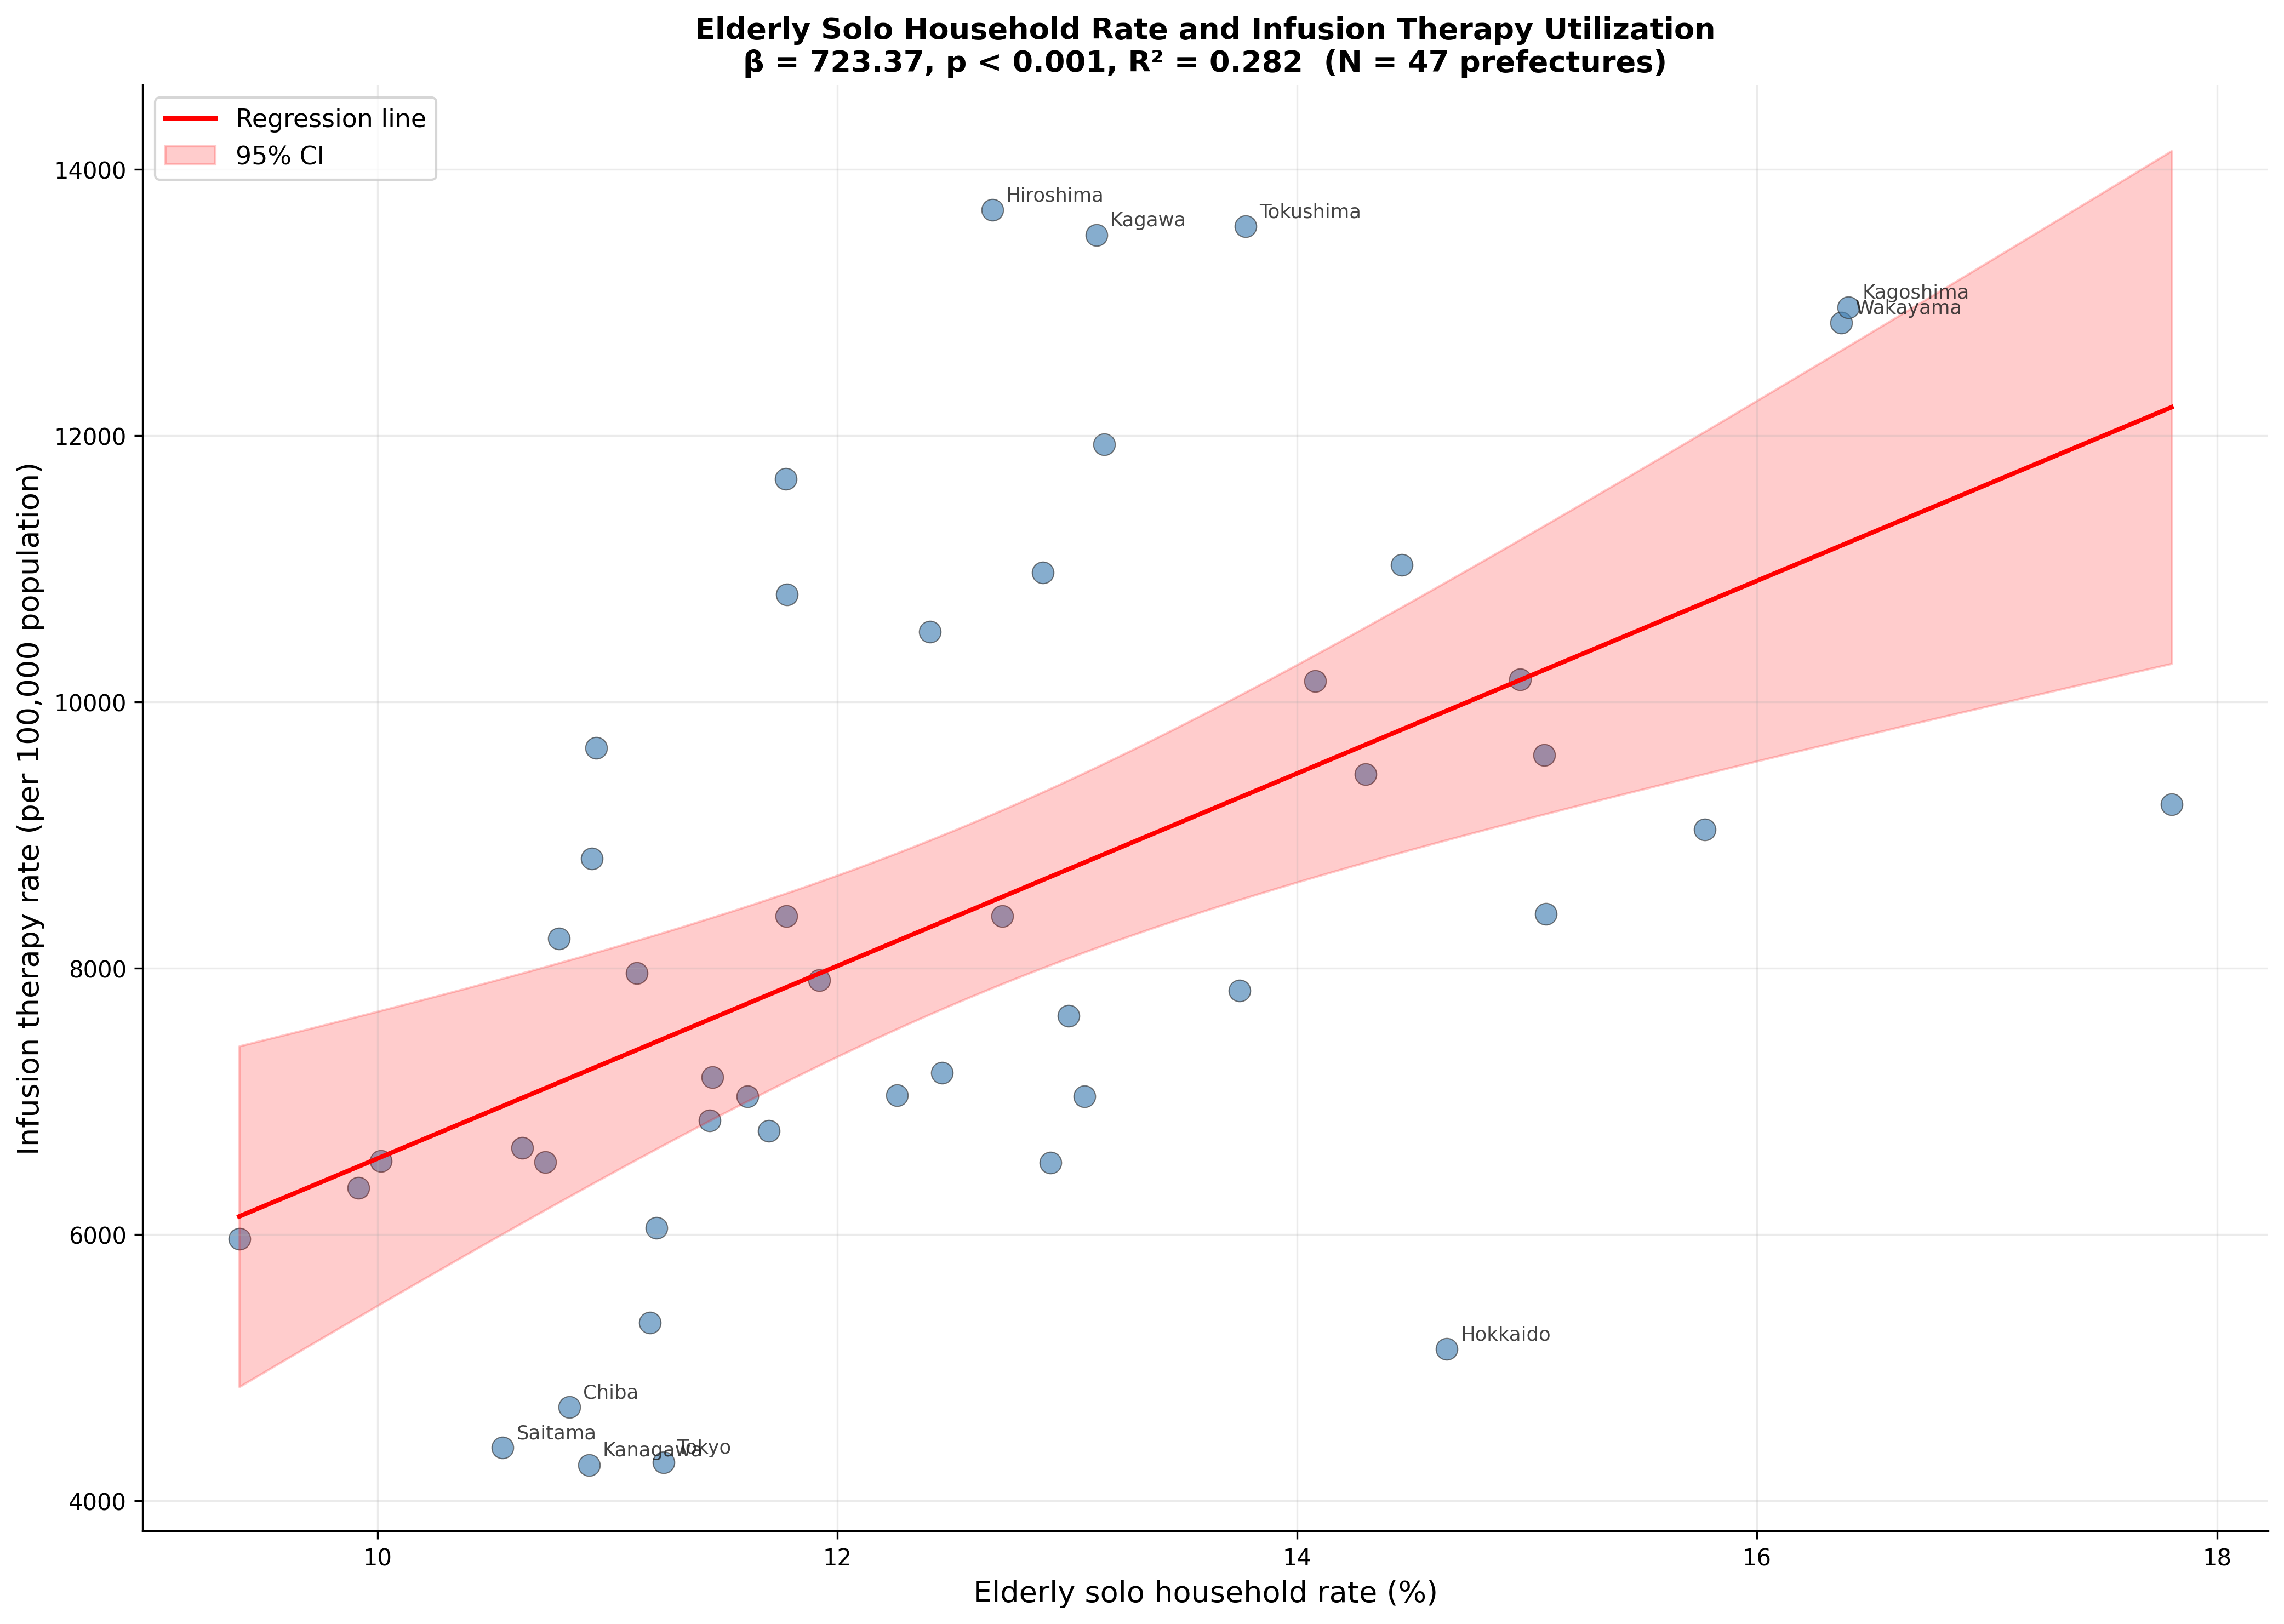 Elderly Solo Household Rate and Infusion Therapy Utilization
β = 723.37, p < 0.001, R² = 0.282 (N = 47 prefectures)
Regression line
95% CI
Infusion therapy rate (per 100,000 population)
14000
12000
10000
8000
6000
4000
Hiroshima
Kagawa
Tokushima
Kagoshima
Wakayama
Hokkaido
Chiba
Saitama
Kanagawa
Tokyo
10
12
14
16
18
Elderly solo household rate (%)